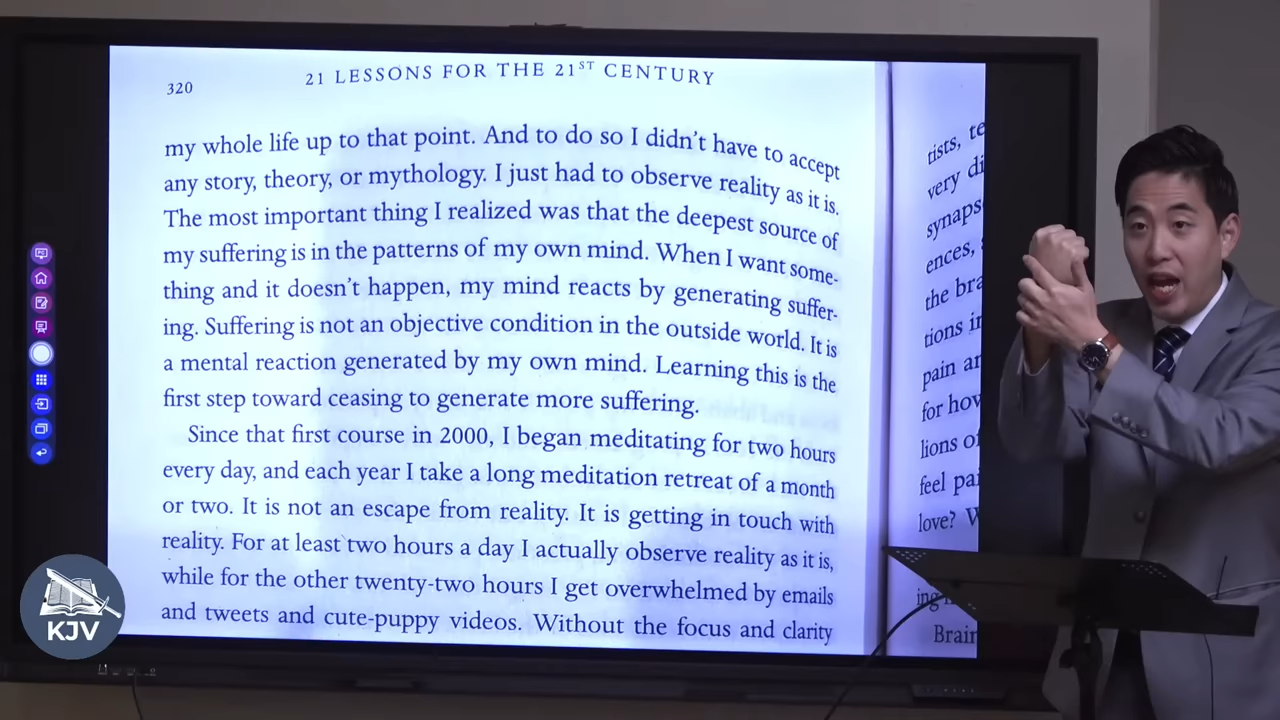 320
21 LESSONS FOR THE 21ST CENTURY
my whole life up to that point. And to do so I didn't have to accept
any story, theory, or mythology. I just had to observe reality as it is.
The most important thing I realized was that the deepest source of
my suffering is in the patterns of my own mind. When I want some-
thing and it doesn't happen, my mind reacts by generating suffer-
ing. Suffering is not an objective condition in the outside world. It is
a mental reaction generated by my own mind. Learning this is the
first step toward ceasing to generate more suffering.
Since that first course in 2000, I began meditating for two hours
every day, and each year I take a long meditation retreat of a month
or two. It is not an escape from reality. It is getting in touch with
reality. For at least two hours a day I actually observe reality as it is,
while for the other twenty-two hours I get overwhelmed by emails
and tweets and cute-puppy videos. Without the focus and clarity
tists, te
very di
synaps
ences,
the bra
tions in
pain an
for how
lions of
feel pai
love? W
Brain
KJV